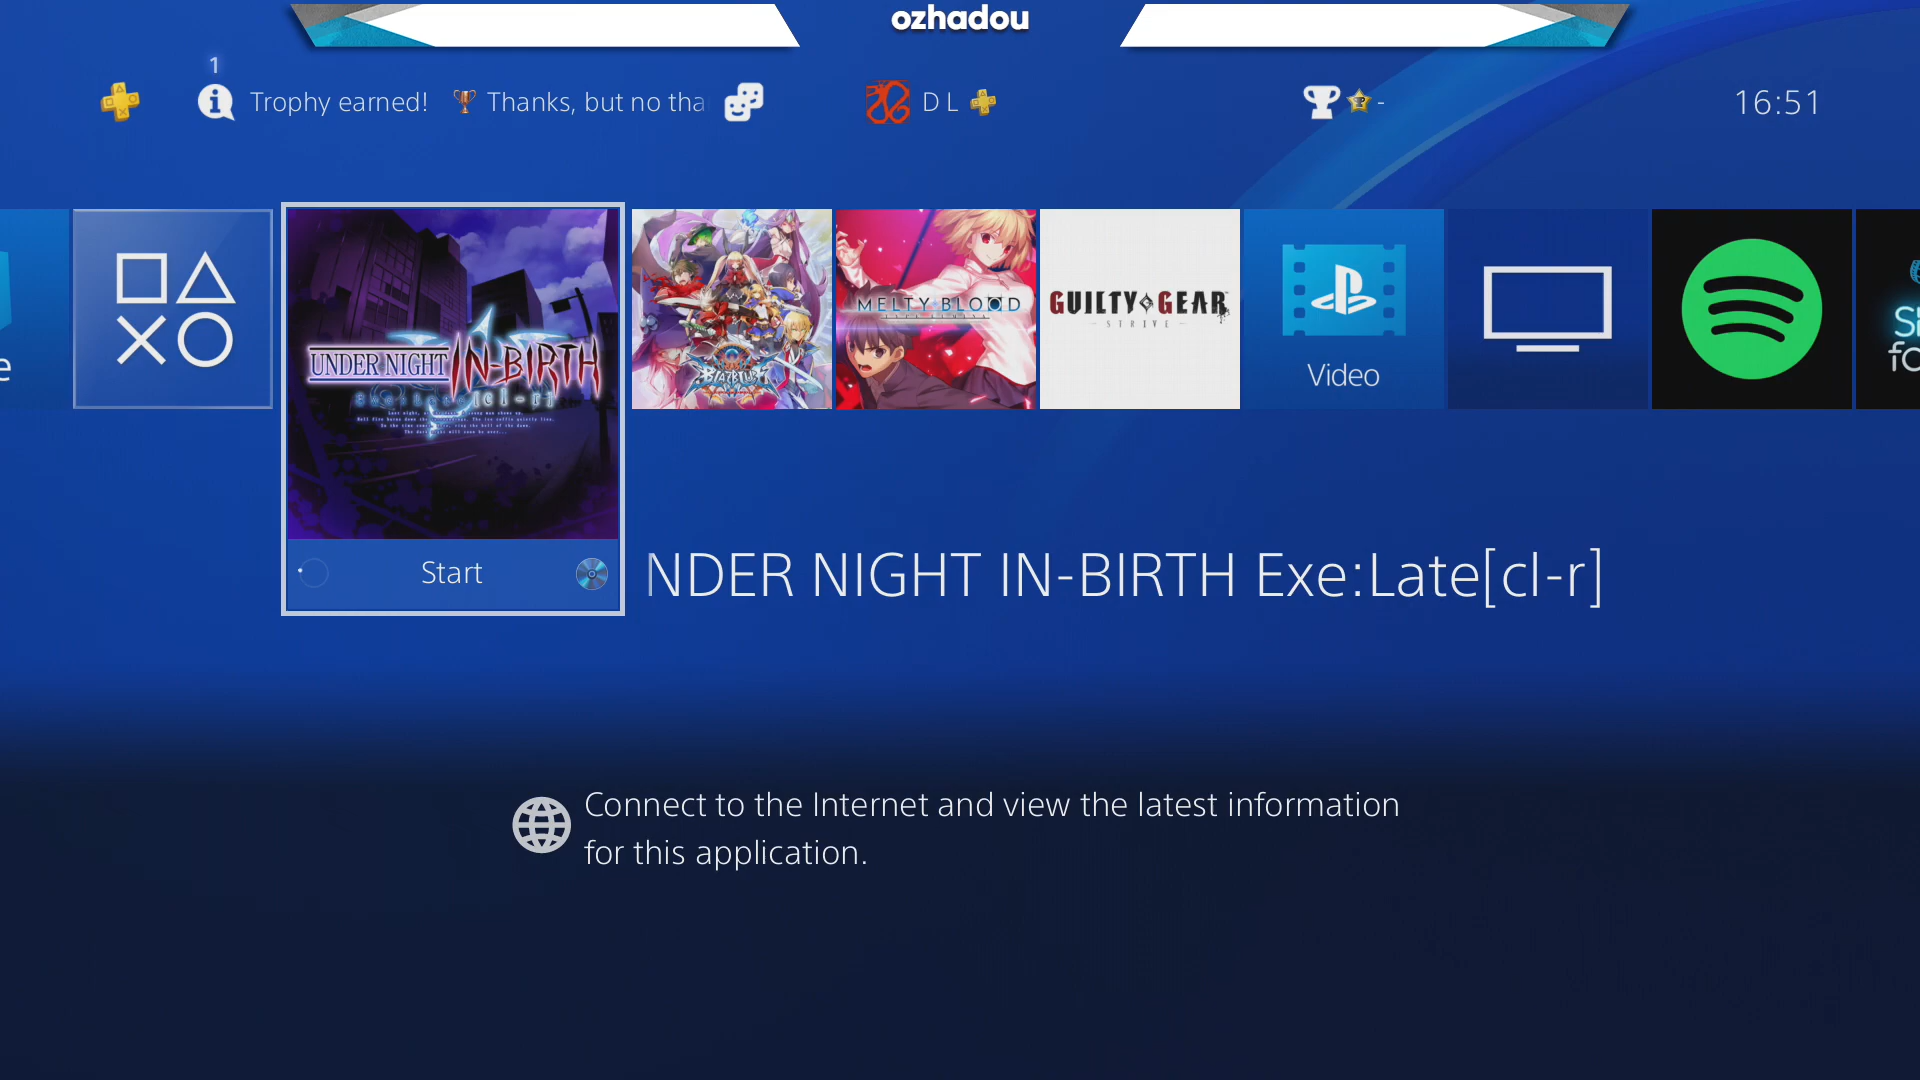 ozhadou
1
Trophy earned!
Thanks, but no tha
D L
-
16:51
e
UNDER NIGHT IN-BIRTH
[cl-r]
BLAZBLUE
MELTY BLOOD
GUILTY GEAR
- STRIVE -
Video
Start
NDER NIGHT IN-BIRTH Exe:Late[cl-r]
Connect to the Internet and view the latest information
for this application.